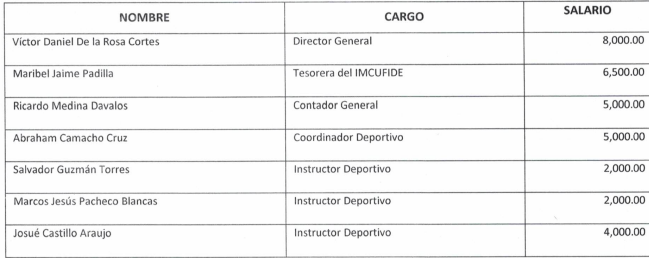 NOMBRE CARGO SALARIO
Víctor Daniel De la Rosa Cortes Director General 8,000.00
Maribel Jaime Padilla Tesorera del IMCUFIDE 6,500.00
Ricardo Medina Davalos Contador General 5,000.00
Abraham Camacho Cruz Coordinador Deportivo 5,000.00
Salvador Guzmán Torres Instructor Deportivo 2,000.00
Marcos Jesús Pacheco Blancas Instructor Deportivo 2,000.00
Josué Castillo Araujo Instructor Deportivo 4,000.00